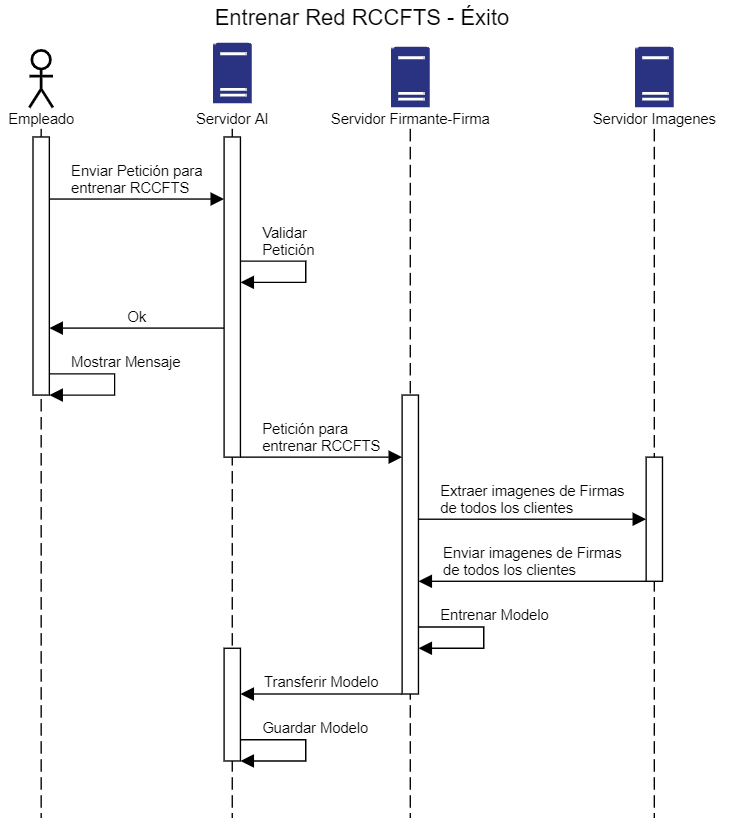 Entrenar Red RCCFTS - Éxito
Empleado
Servidor AI
Servidor Firmante-Firma
Servidor Imagenes
Enviar Petición para
entrenar RCCFTS
Validar
Petición
Ok
Mostrar Mensaje
Petición para
entrenar RCCFTS
Extraer imagenes de Firmas
de todos los clientes
Enviar imagenes de Firmas
de todos los clientes
Entrenar Modelo
Transferir Modelo
Guardar Modelo